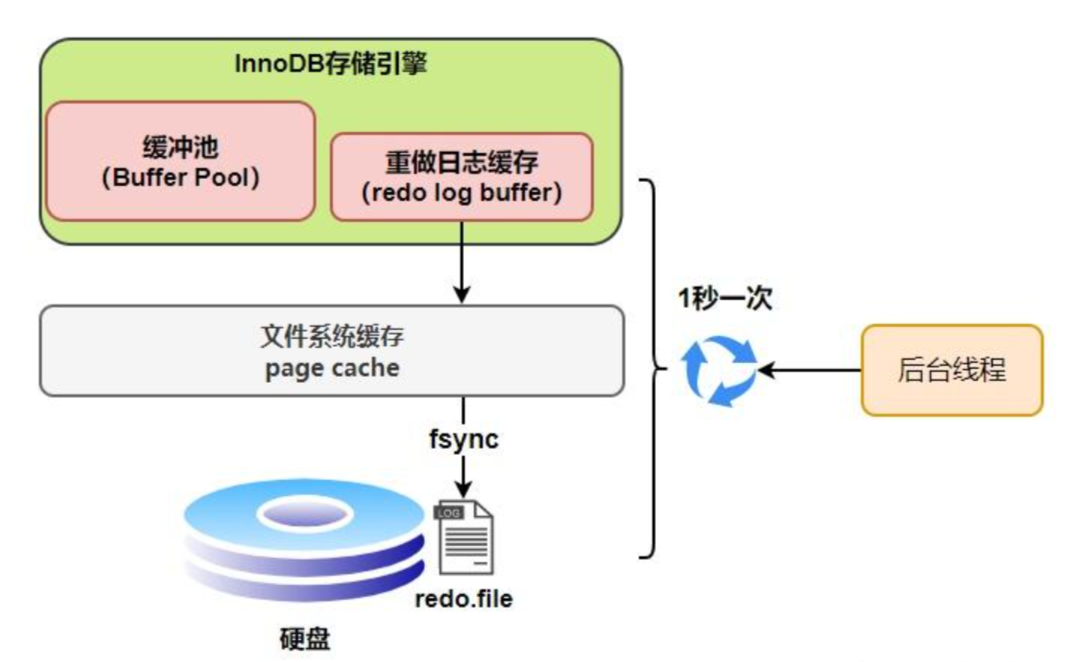 InnoDB存储引擎
缓冲池
（Buffer Pool）
重做日志缓存
（redo log buffer）
1秒一次
文件系统缓存
page cache
后台线程
fsync
LOG
redo.file
硬盘